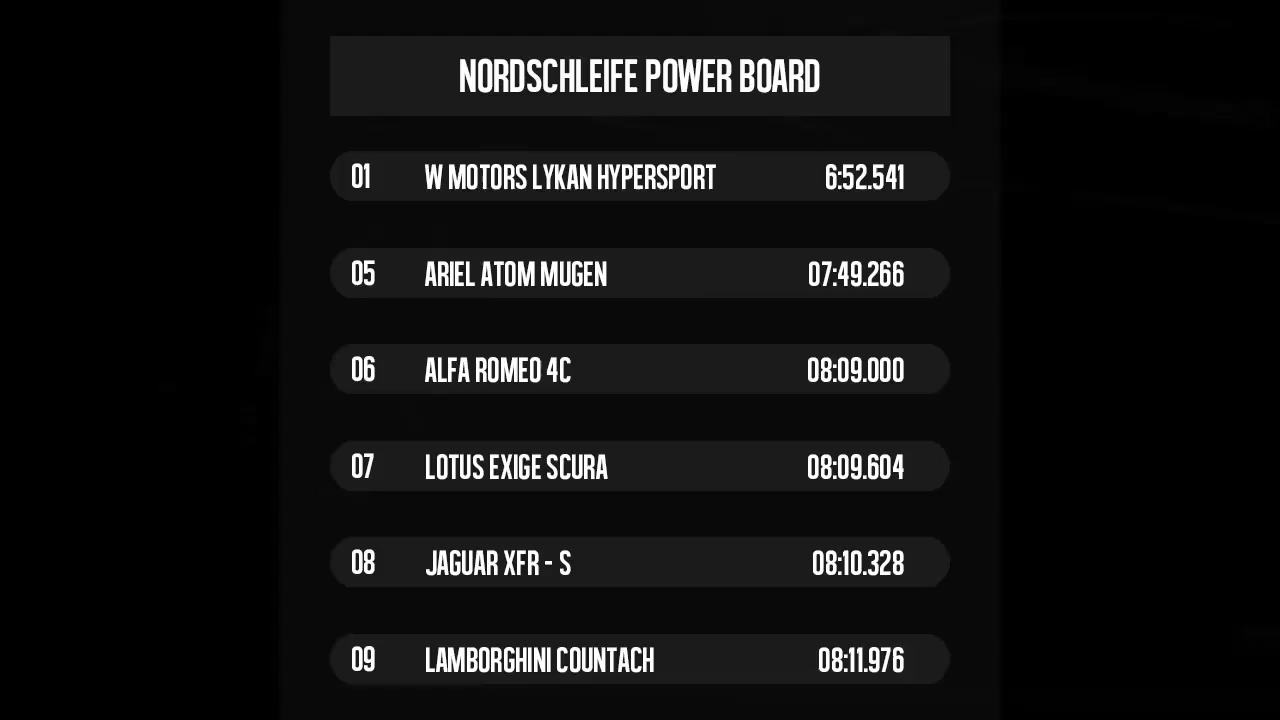 NORDSCHLEIFE POWER BOARD
01 W MOTORS LYKAN HYPERSPORT 6:52.541
05 ARIEL ATOM MUGEN 07:49.266
06 ALFA ROMEO 4C 08:09.000
07 LOTUS EXIGE SCURA 08:09.604
08 JAGUAR XFR - S 08:10.328
09 LAMBORGHINI COUNTACH 08:11.976